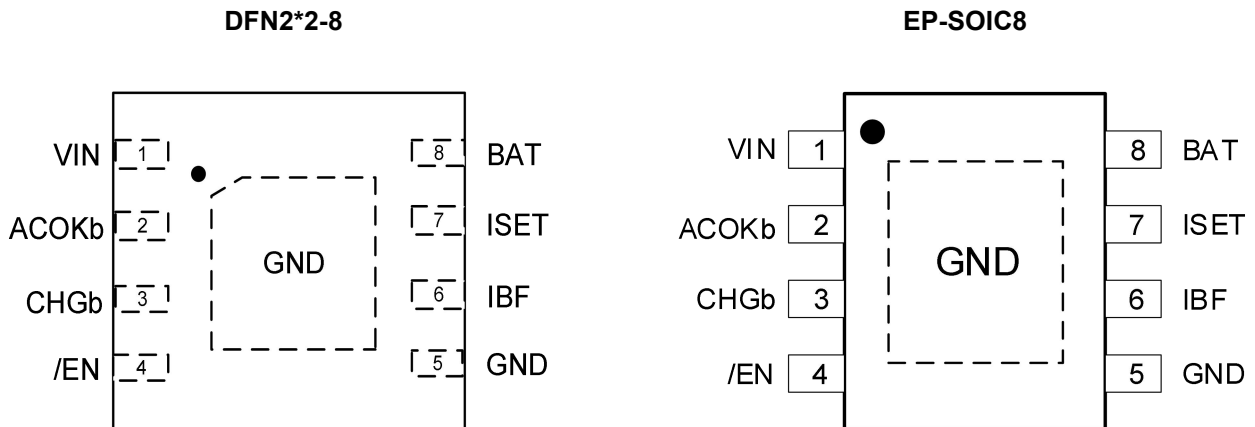 DFN2*2-8
VIN 1 8 BAT
ACOKb 2 7 ISET
GND
CHGb 3 6 IBF
/EN 4 5 GND
EP-SOIC8
VIN 1 8 BAT
ACOKb 2 7 ISET
GND
CHGb 3 6 IBF
/EN 4 5 GND